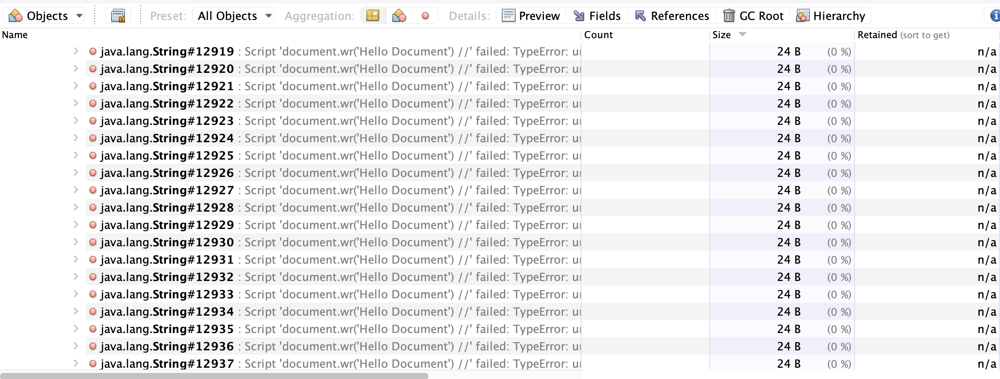 Objects Preset: All Objects Aggregation: Details: Preview Fields References GC Root Hierarchy
Name Count Size Retained (sort to get)
java.lang.String#12919 : Script 'document.wr('Hello Document') //' failed: TypeError: 24 B (0 %) n/a
java.lang.String#12920 : Script 'document.wr('Hello Document') //' failed: TypeError: 24 B (0 %) n/a
java.lang.String#12921 : Script 'document.wr('Hello Document') //' failed: TypeError: 24 B (0 %) n/a
java.lang.String#12922 : Script 'document.wr('Hello Document') //' failed: TypeError: 24 B (0 %) n/a
java.lang.String#12923 : Script 'document.wr('Hello Document') //' failed: TypeError: 24 B (0 %) n/a
java.lang.String#12924 : Script 'document.wr('Hello Document') //' failed: TypeError: 24 B (0 %) n/a
java.lang.String#12925 : Script 'document.wr('Hello Document') //' failed: TypeError: 24 B (0 %) n/a
java.lang.String#12926 : Script 'document.wr('Hello Document') //' failed: TypeError: 24 B (0 %) n/a
java.lang.String#12927 : Script 'document.wr('Hello Document') //' failed: TypeError: 24 B (0 %) n/a
java.lang.String#12928 : Script 'document.wr('Hello Document') //' failed: TypeError: 24 B (0 %) n/a
java.lang.String#12929 : Script 'document.wr('Hello Document') //' failed: TypeError: 24 B (0 %) n/a
java.lang.String#12930 : Script 'document.wr('Hello Document') //' failed: TypeError: 24 B (0 %) n/a
java.lang.String#12931 : Script 'document.wr('Hello Document') //' failed: TypeError: 24 B (0 %) n/a
java.lang.String#12932 : Script 'document.wr('Hello Document') //' failed: TypeError: 24 B (0 %) n/a
java.lang.String#12933 : Script 'document.wr('Hello Document') //' failed: TypeError: 24 B (0 %) n/a
java.lang.String#12934 : Script 'document.wr('Hello Document') //' failed: TypeError: 24 B (0 %) n/a
java.lang.String#12935 : Script 'document.wr('Hello Document') //' failed: TypeError: 24 B (0 %) n/a
java.lang.String#12936 : Script 'document.wr('Hello Document') //' failed: TypeError: 24 B (0 %) n/a
java.lang.String#12937 : Script 'document.wr('Hello Document') //' failed: TypeError: 24 B (0 %) n/a